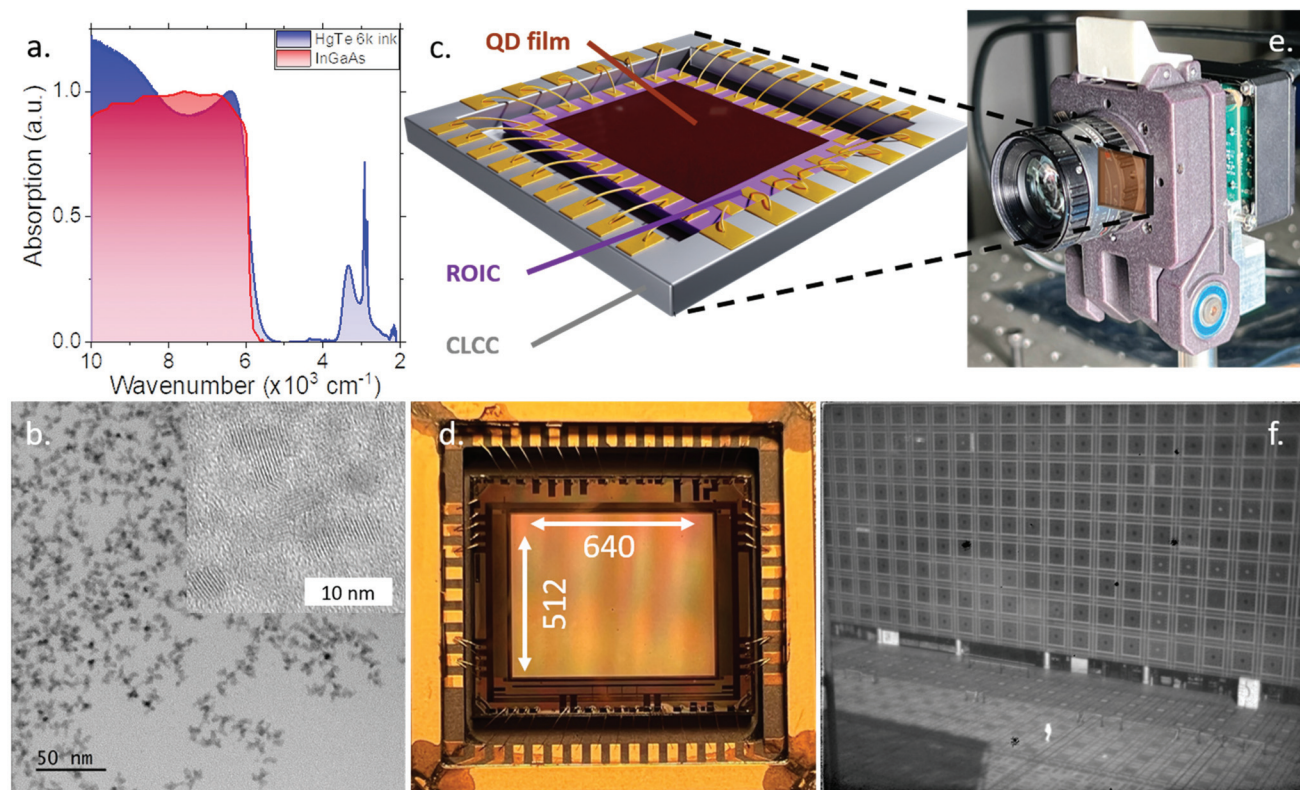 a.
HgTe 6k ink
InGaAs
1.0
0.5
0.0
Absorption (a.u.)
10
8
6
4
2
Wavenumber (x10³ cm⁻¹)
c.
QD film
ROIC
CLCC
e.
b.
10 nm
50 nm
d.
640
512
f.